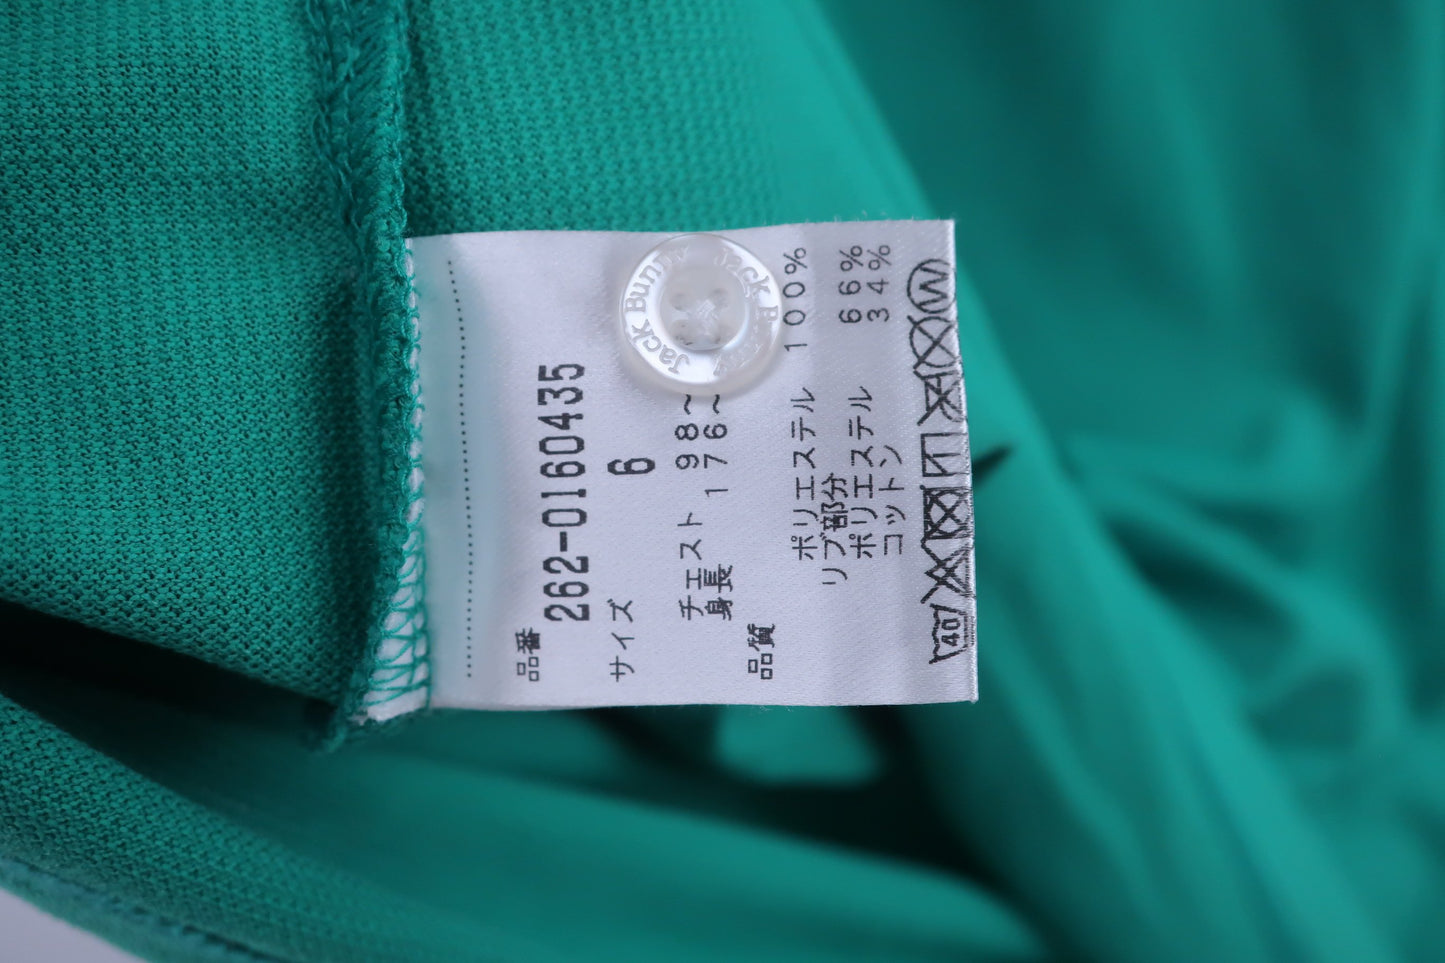 品番
262-0160435
サイズ
6
チェスト 98～
身長 176～
品質
ポリエステル 100%
リブ部分
ポリエステル 66%
コットン 34%
40
W
Jack Bunny
Jack